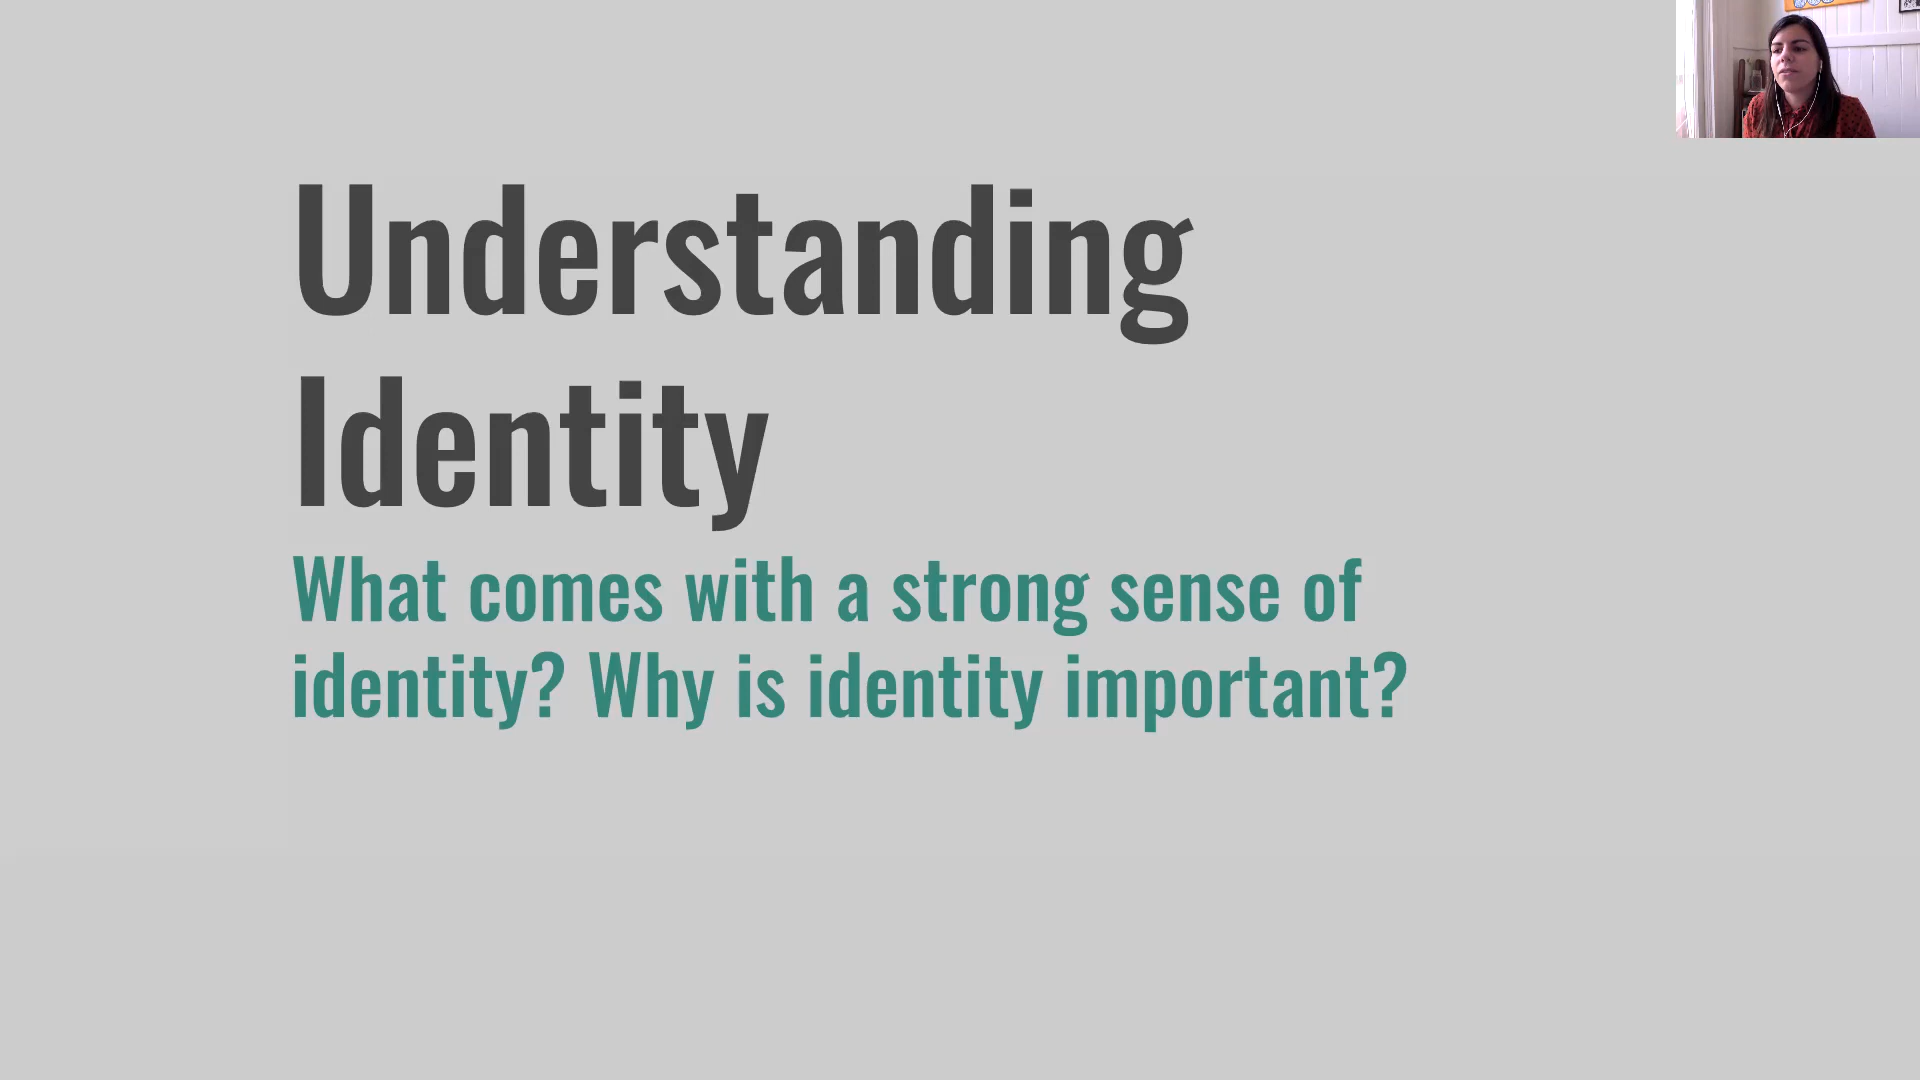 Understanding
Identity
What comes with a strong sense of
identity? Why is identity important?